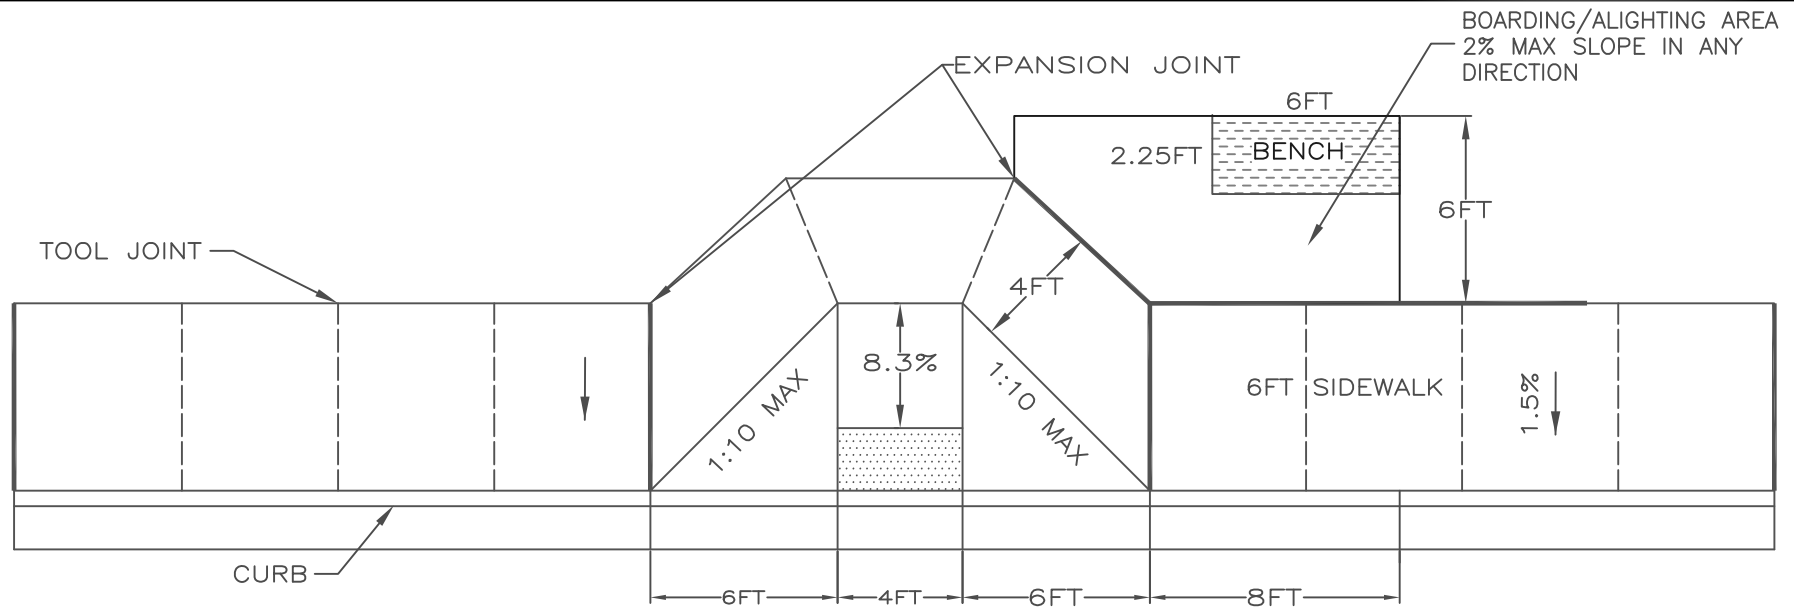 BOARDING/ALIGHTING AREA
2% MAX SLOPE IN ANY
DIRECTION
EXPANSION JOINT
6FT
2.25FT
BENCH
6FT
TOOL JOINT
4FT
8.3%
1:10 MAX
1:10 MAX
6FT SIDEWALK
1.5%
CURB
6FT
4FT
6FT
8FT